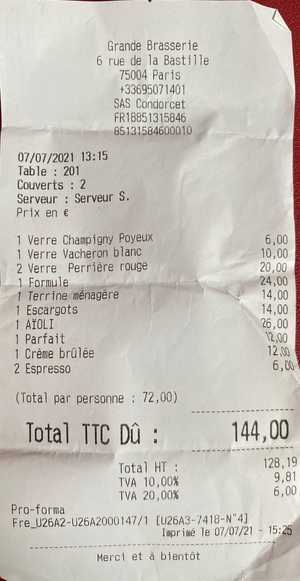 Grande Brasserie
6 rue de la Bastille
75004 Paris
+33695071401
SAS Condorcet
FR18851315846
85131584600010
07/07/2021 13:15
Table : 201
Couverts : 2
Serveur : Serveur S.
Prix en €
1 Verre Champigny Poyeux 6,00
1 Verre Vacheron blanc 10,00
2 Verre Perrière rouge 20,00
1 Formule 24,00
1 Terrine ménagère 14,00
1 Escargots 14,00
1 AÏOLI 26,00
1 Parfait 12,00
1 Crème brûlée 12,00
2 Espresso 6,00
(Total par personne : 72,00)
Total TTC Dû : 144,00
Total HT : 128,19
TVA 10,00% 9,81
TVA 20,00% 6,00
Pro-forma
Fre_U26A2-U26A2000147/1 [U26A3-7418-N°4]
Imprimé le 07/07/21 - 15:25
Merci et à bientôt